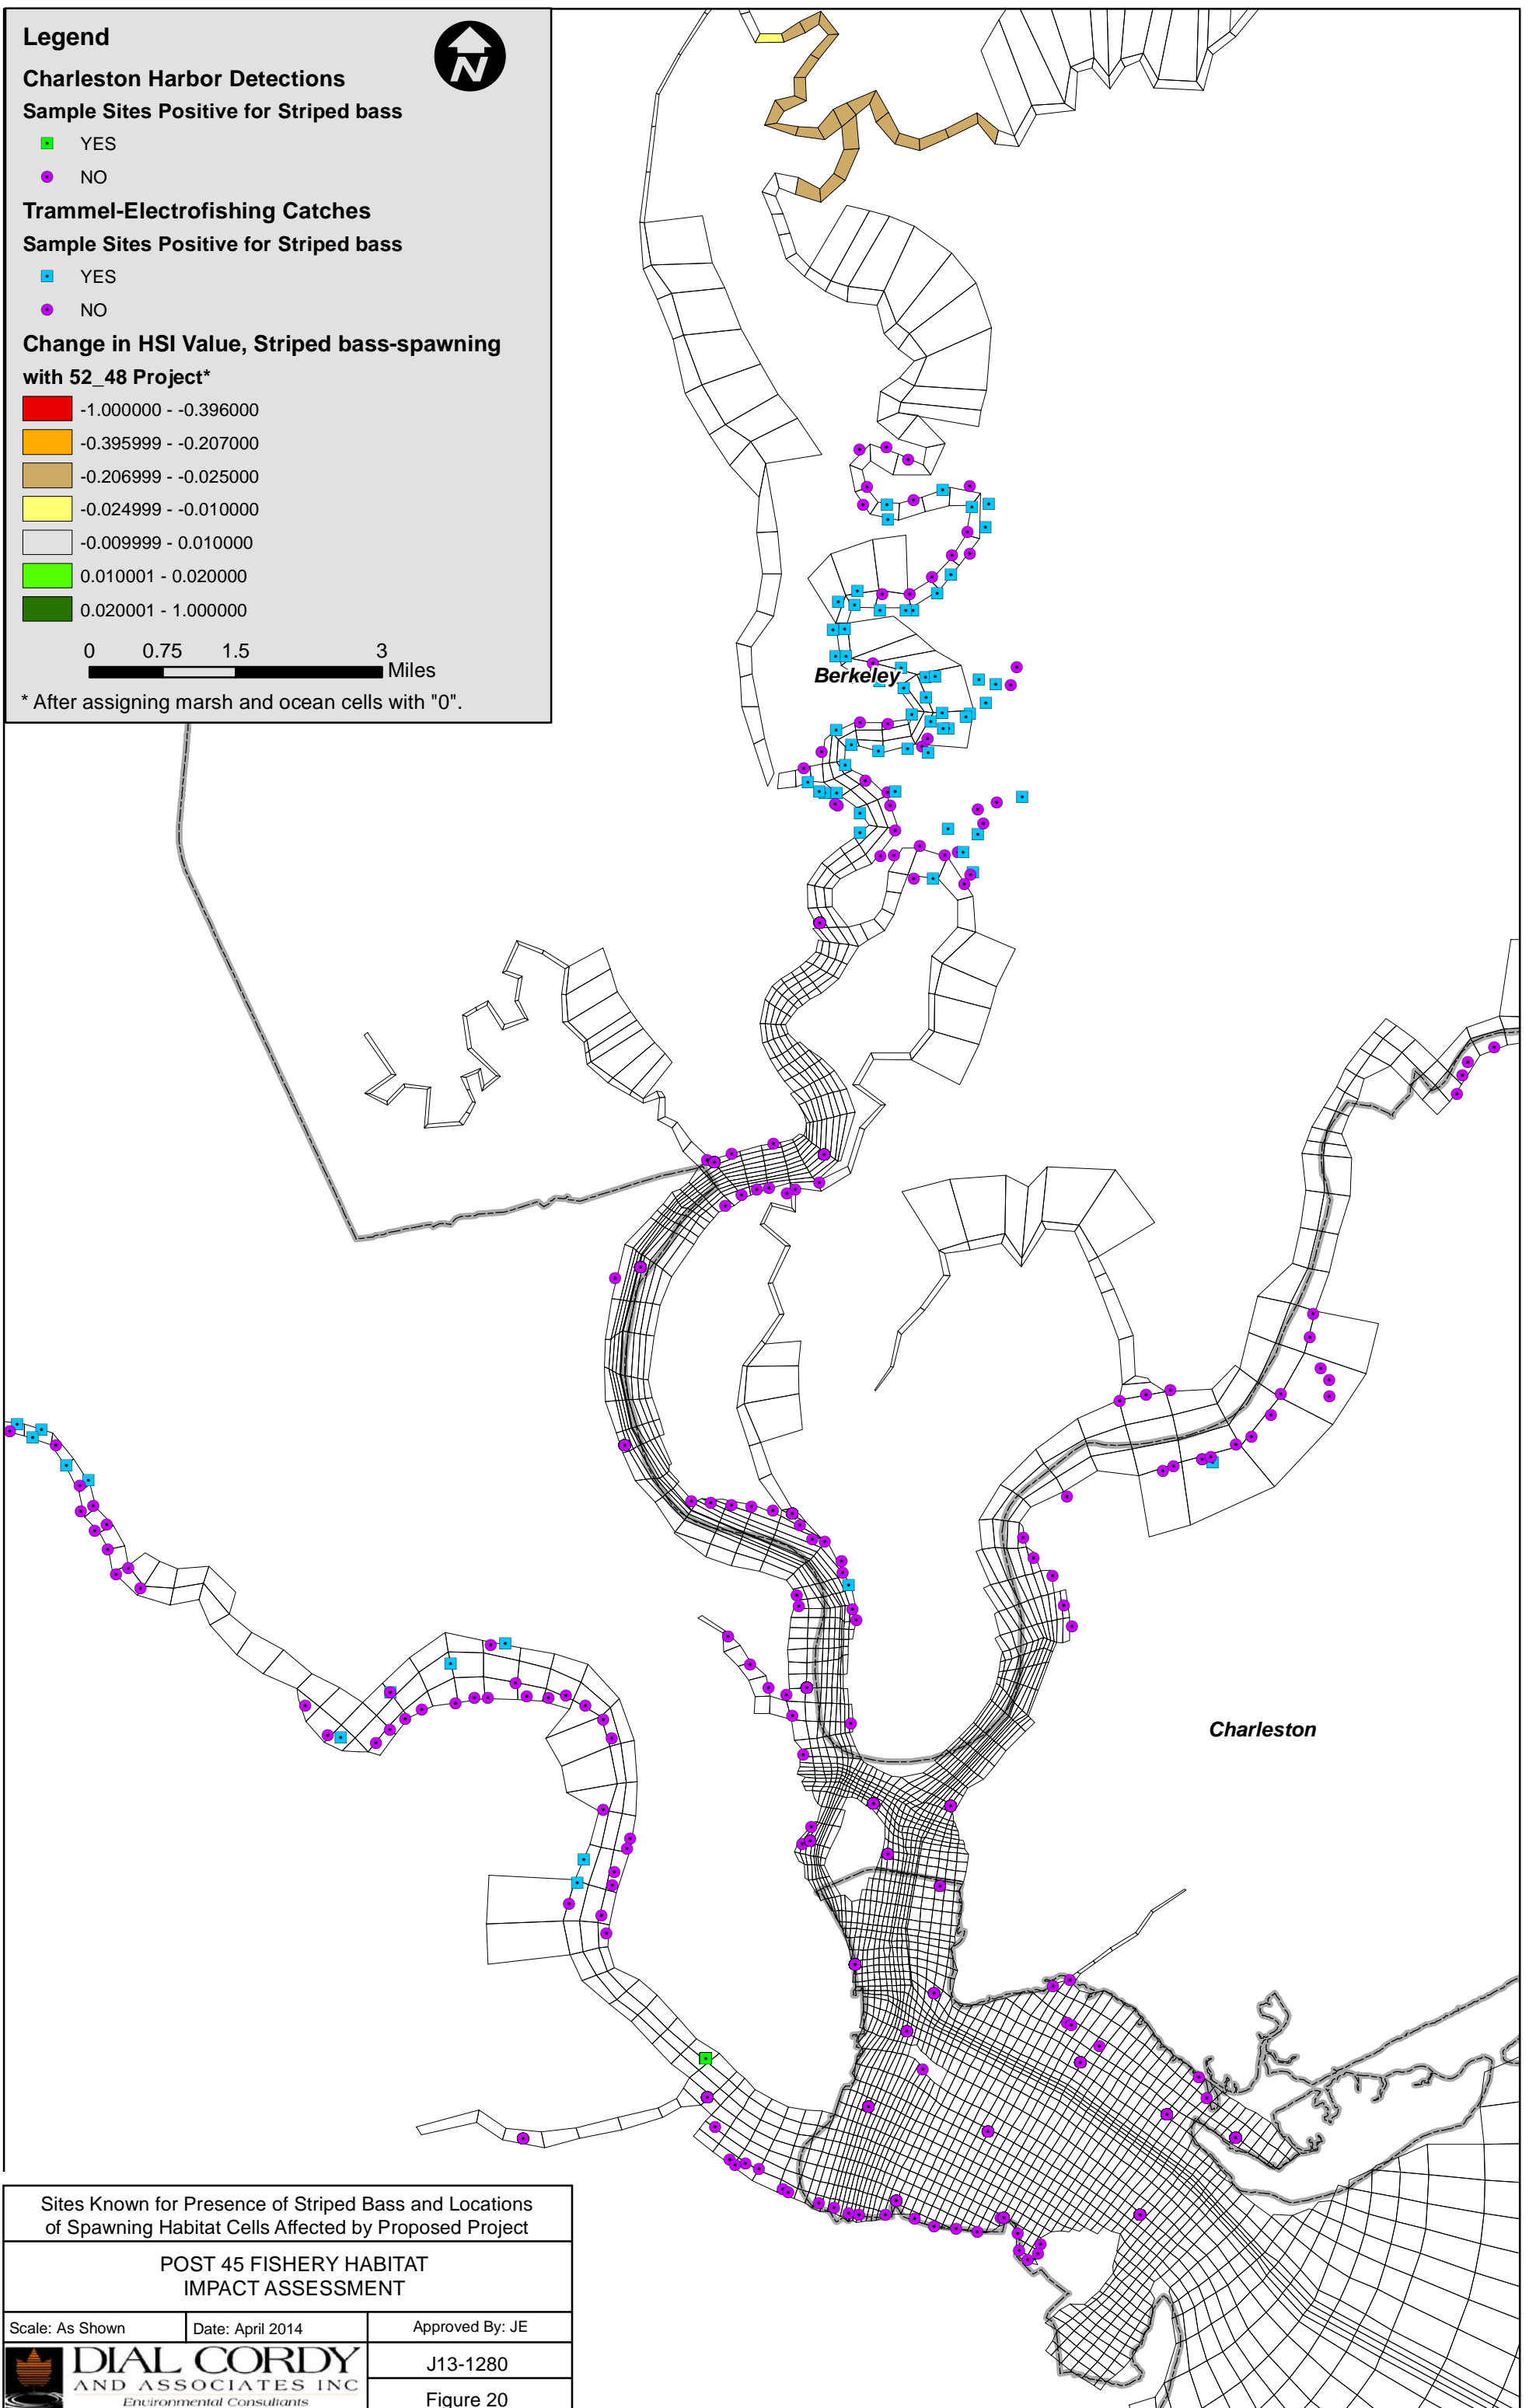 Legend
N
Charleston Harbor Detections
Sample Sites Positive for Striped bass
YES
NO
Trammel-Electrofishing Catches
Sample Sites Positive for Striped bass
YES
NO
Change in HSI Value, Striped bass-spawning
with 52_48 Project*
-1.000000 - -0.396000
-0.395999 - -0.207000
-0.206999 - -0.025000
-0.024999 - -0.010000
-0.009999 - 0.010000
0.010001 - 0.020000
0.020001 - 1.000000
0 0.75 1.5 3
Miles
* After assigning marsh and ocean cells with "0".
Berkeley
Charleston
Sites Known for Presence of Striped Bass and Locations
of Spawning Habitat Cells Affected by Proposed Project
POST 45 FISHERY HABITAT
IMPACT ASSESSMENT
Scale: As Shown
Date: April 2014
Approved By: JE
DIAL CORDY
AND ASSOCIATES INC
Environmental Consultants
J13-1280
Figure 20